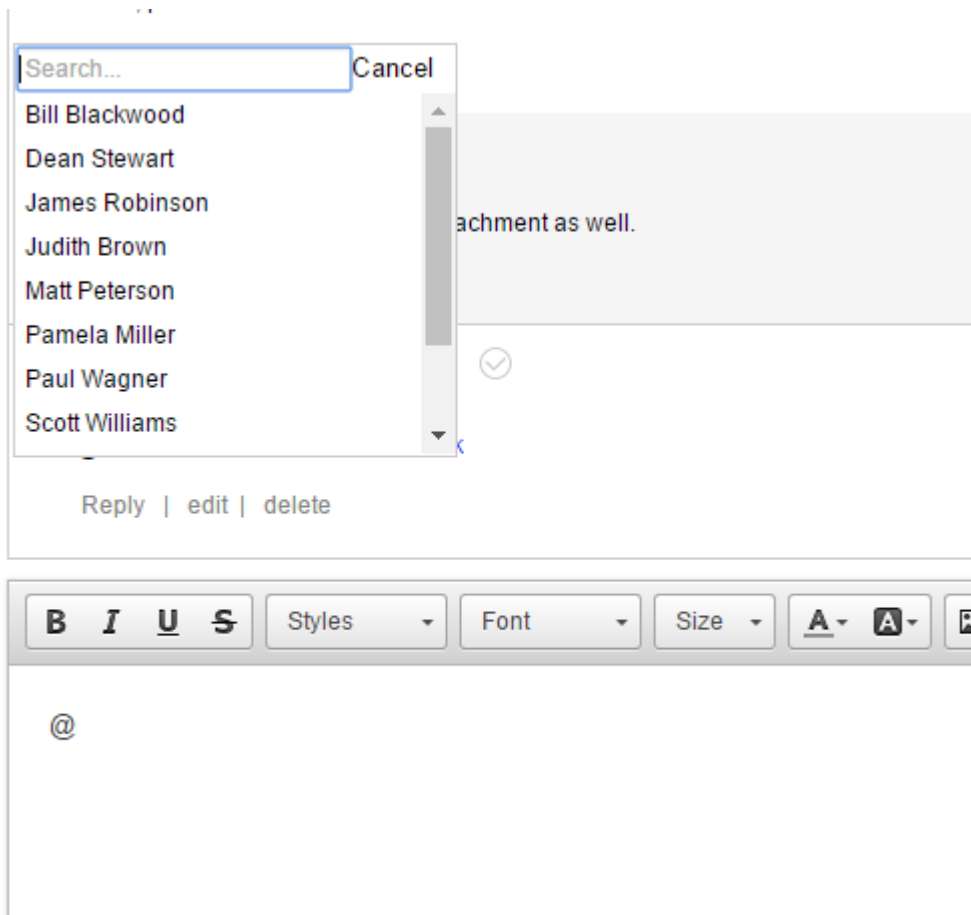 Search... Cancel
Bill Blackwood
Dean Stewart
James Robinson
achment as well.
Judith Brown
Matt Peterson
Pamela Miller
Paul Wagner
Scott Williams
k
Reply | edit | delete
B I U S Styles Font Size A A
@